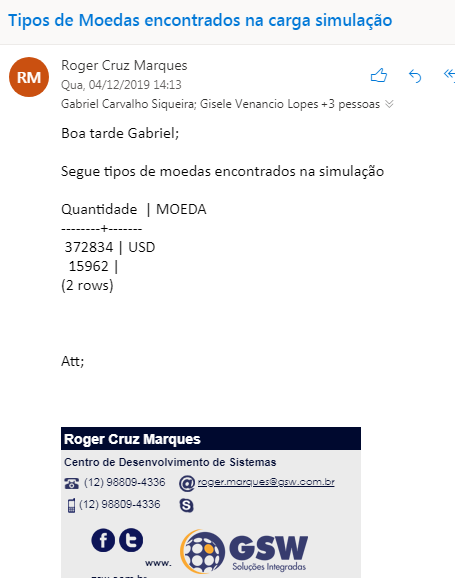 Tipos de Moedas encontrados na carga simulação
RM
Roger Cruz Marques
Qua, 04/12/2019 14:13
Gabriel Carvalho Siqueira; Gisele Venancio Lopes +3 pessoas
Boa tarde Gabriel;
Segue tipos de moedas encontrados na simulação
Quantidade | MOEDA
--------+-------
372834 | USD
15962 |
(2 rows)
Att;
Roger Cruz Marques
Centro de Desenvolvimento de Sistemas
(12) 98809-4336 roger.marques@gsw.com.br
(12) 98809-4336
www.
GSW
Soluções Integradas
gsw.com.br